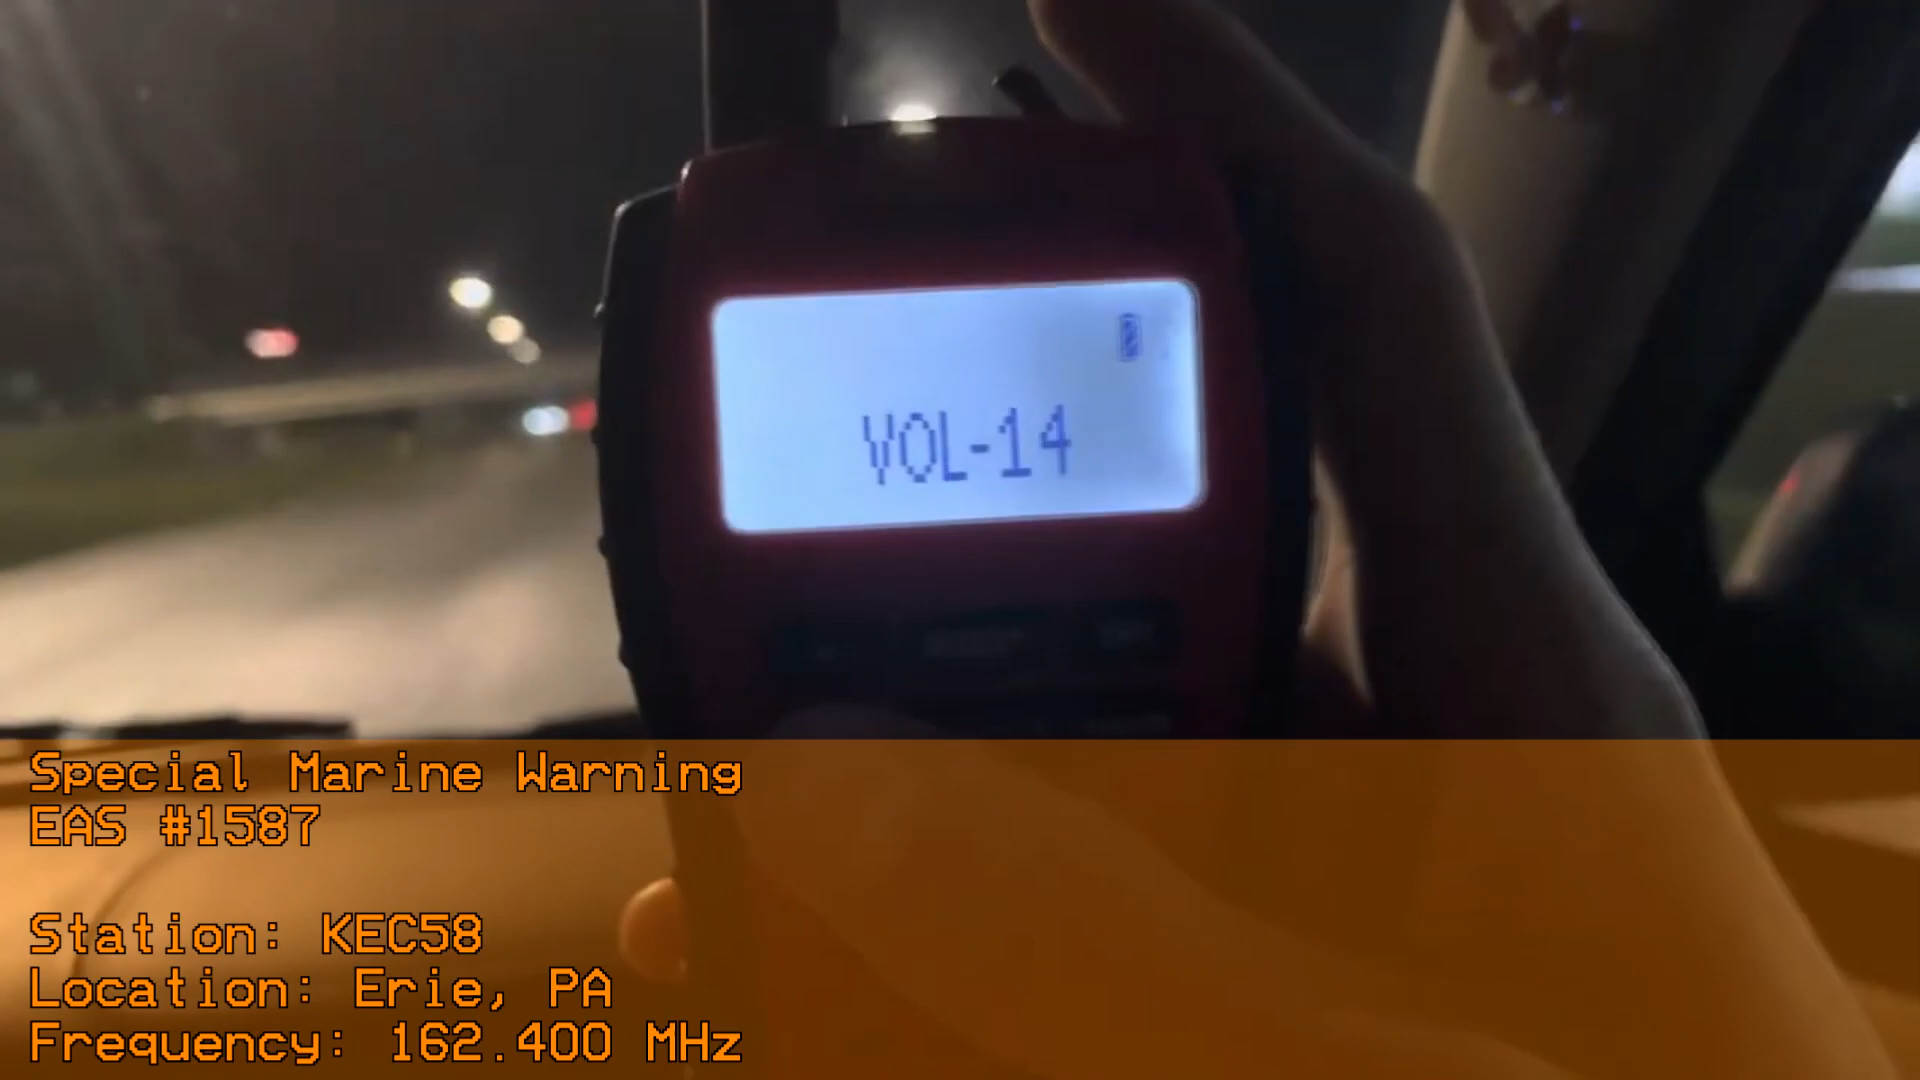 VOL-14
Special Marine Warning
EAS #1587
Station: KEC58
Location: Erie, PA
Frequency: 162.400 MHz